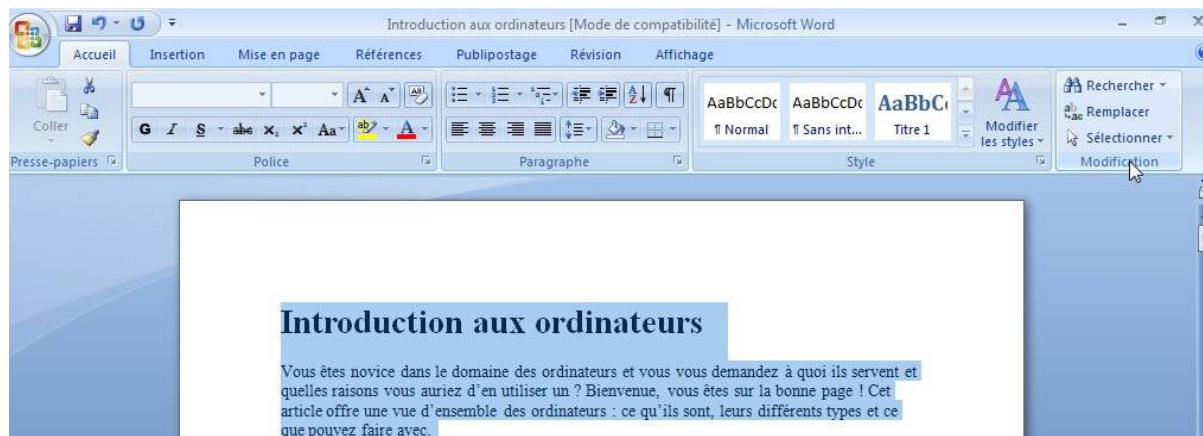 Introduction aux ordinateurs [Mode de compatibilité] - Microsoft Word
Accueil Insertion Mise en page Références Publipostage Révision Affichage
Coller
Presse-papiers
G I S abc X₂ X² Aa ab A
Police
Paragraphe
AaBbCcDc AaBbCcDc AaBbC
¶ Normal ¶ Sans int... Titre 1
Modifier
les styles
Style
Rechercher
Remplacer
Sélectionner
Modification
Introduction aux ordinateurs
Vous êtes novice dans le domaine des ordinateurs et vous vous demandez à quoi ils servent et
quelles raisons vous auriez d’en utiliser un ? Bienvenue, vous êtes sur la bonne page ! Cet
article offre une vue d’ensemble des ordinateurs : ce qu’ils sont, leurs différents types et ce
que pouvez faire avec.